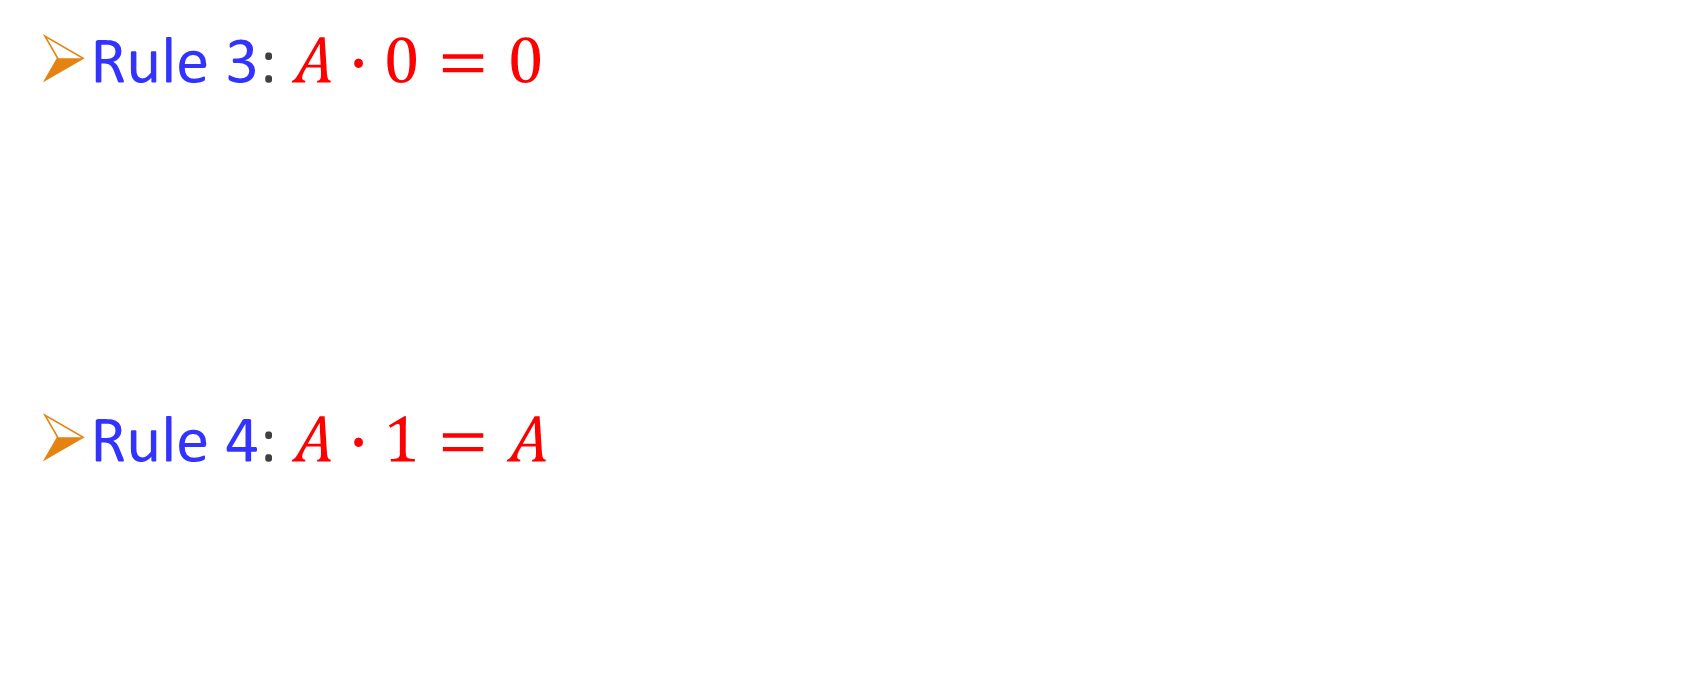 ➢Rule 3: A · 0 = 0
➢Rule 4: A · 1 = A